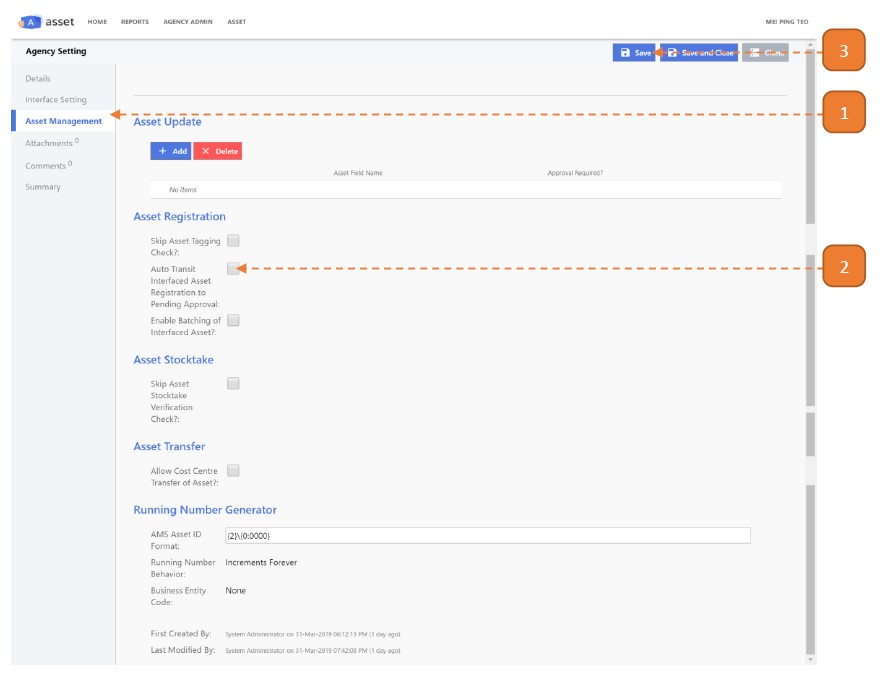 A asset HOME REPORTS AGENCY ADMIN ASSET MEI PING TEO
Agency Setting Save Save and Close Clone 3
Details
Interface Setting
Asset Management 1
Attachments 0
Comments 0
Summary
Asset Update
+ Add × Delete
Asset Field Name Approval Required?
No Items
Asset Registration
Skip Asset Tagging
Check?:
Auto Transit 2
Interfaced Asset
Registration to
Pending Approval:
Enable Batching of
Interfaced Asset?:
Asset Stocktake
Skip Asset
Stocktake
Verification
Check?:
Asset Transfer
Allow Cost Centre
Transfer of Asset?:
Running Number Generator
AMS Asset ID {2}\{0:0000}
Format:
Running Number Increments Forever
Behavior:
Business Entity None
Code:
First Created By: System Administrator on 31-Mar-2019 06:12:13 PM (1 day ago)
Last Modified By: System Administrator on 31-Mar-2019 07:42:03 PM (1 day ago)